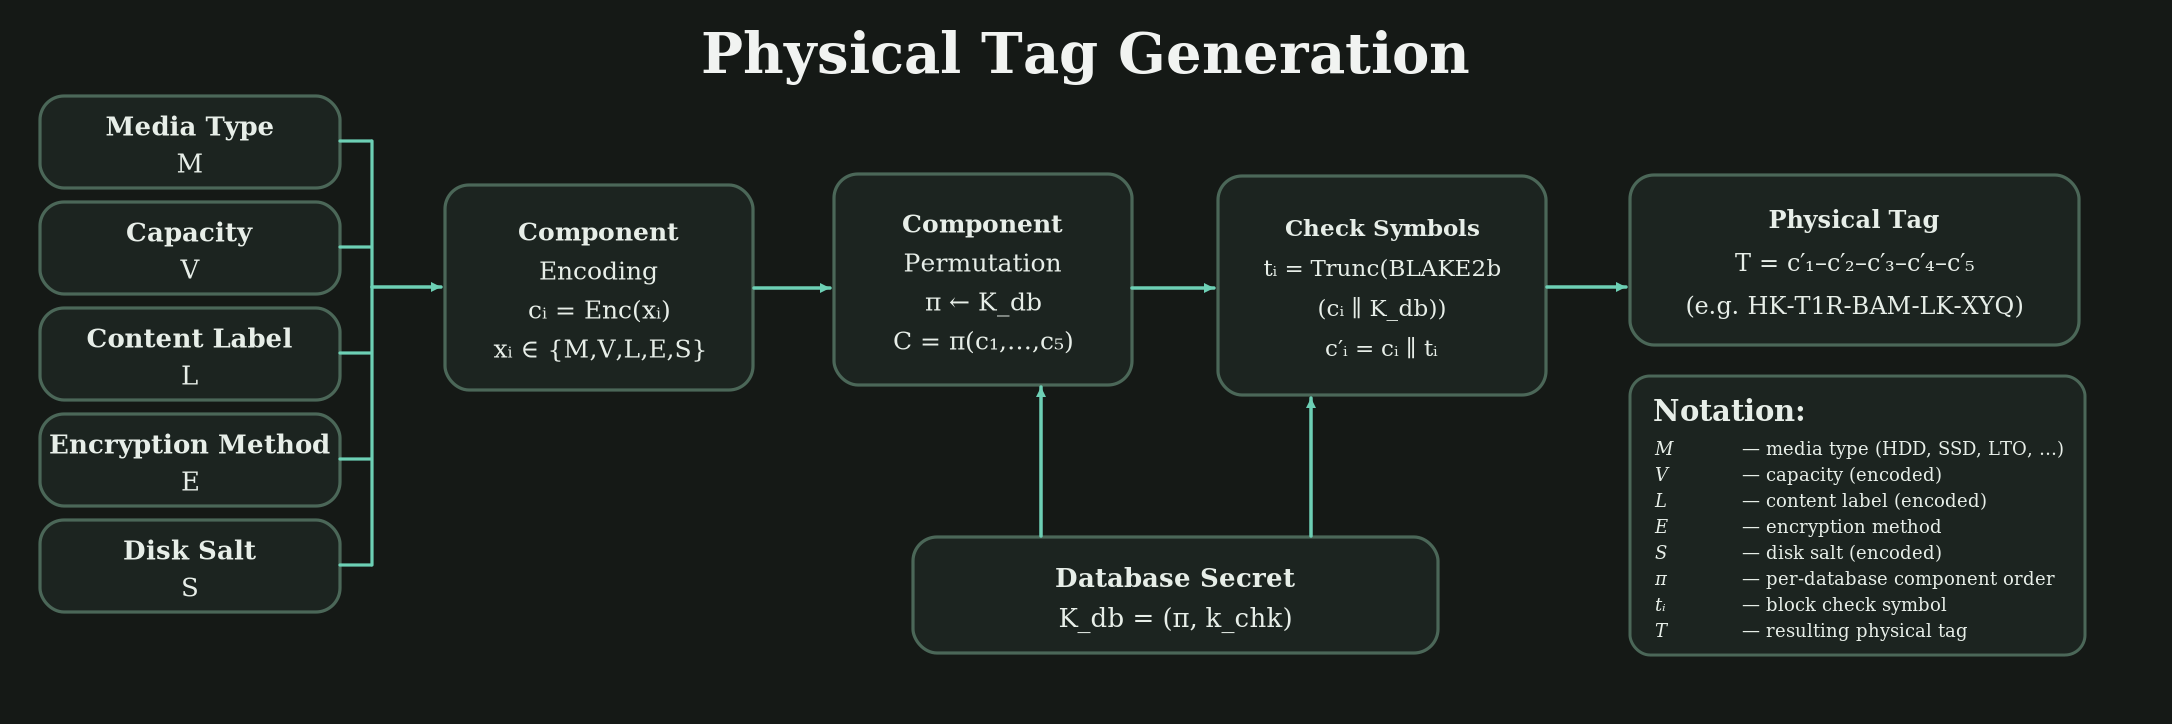 Physical Tag Generation
Media Type
M
Capacity
V
Content Label
L
Encryption Method
E
Disk Salt
S
Component
Encoding
cᵢ = Enc(xᵢ)
xᵢ ∈ {M,V,L,E,S}
Component
Permutation
π ← K_db
C = π(c₁,…,c₅)
Check Symbols
tᵢ = Trunc(BLAKE2b
(cᵢ ∥ K_db))
c′ᵢ = cᵢ ∥ tᵢ
Physical Tag
T = c′₁–c′₂–c′₃–c′₄–c′₅
(e.g. HK-T1R-BAM-LK-XYQ)
Database Secret
K_db = (π, k_chk)
Notation:
M — media type (HDD, SSD, LTO, …)
V — capacity (encoded)
L — content label (encoded)
E — encryption method
S — disk salt (encoded)
π — per-database component order
tᵢ — block check symbol
T — resulting physical tag